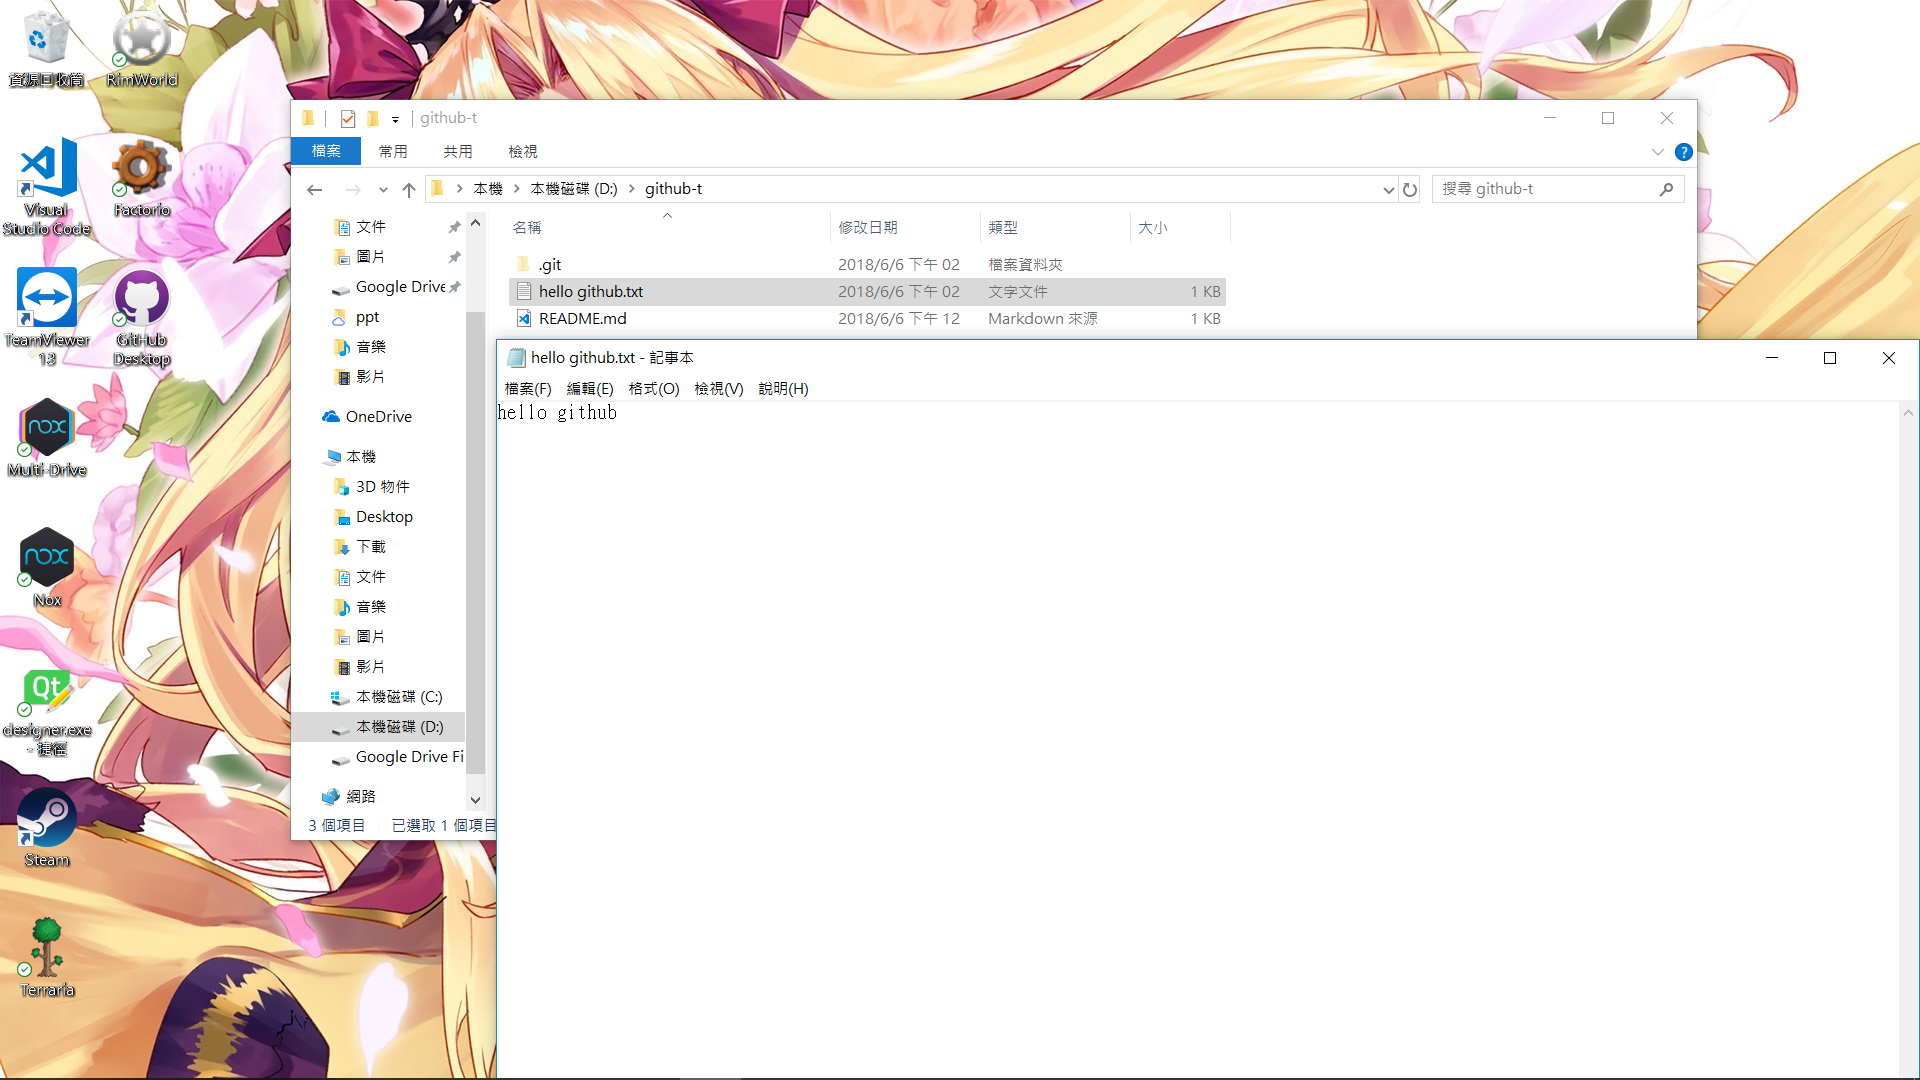 資源回收筒
RimWorld
Visual
Studio Code
Factorio
TeamViewer
13
GitHub
Desktop
Multi-Drive
Nox
designer.exe
- 捷徑
Steam
Terraria
github-t
檔案
常用
共用
檢視
本機 > 本機磁碟 (D:) > github-t
搜尋 github-t
文件
圖片
Google Drive
ppt
音樂
影片
OneDrive
本機
3D 物件
Desktop
下載
文件
音樂
圖片
影片
本機磁碟 (C:)
本機磁碟 (D:)
Google Drive Fi
網路
名稱 修改日期 類型 大小
.git 2018/6/6 下午 02 檔案資料夾
hello github.txt 2018/6/6 下午 02 文字文件 1 KB
README.md 2018/6/6 下午 12 Markdown 來源 1 KB
3 個項目 已選取 1 個項目
hello github.txt - 記事本
檔案(F) 編輯(E) 格式(O) 檢視(V) 說明(H)
hello github